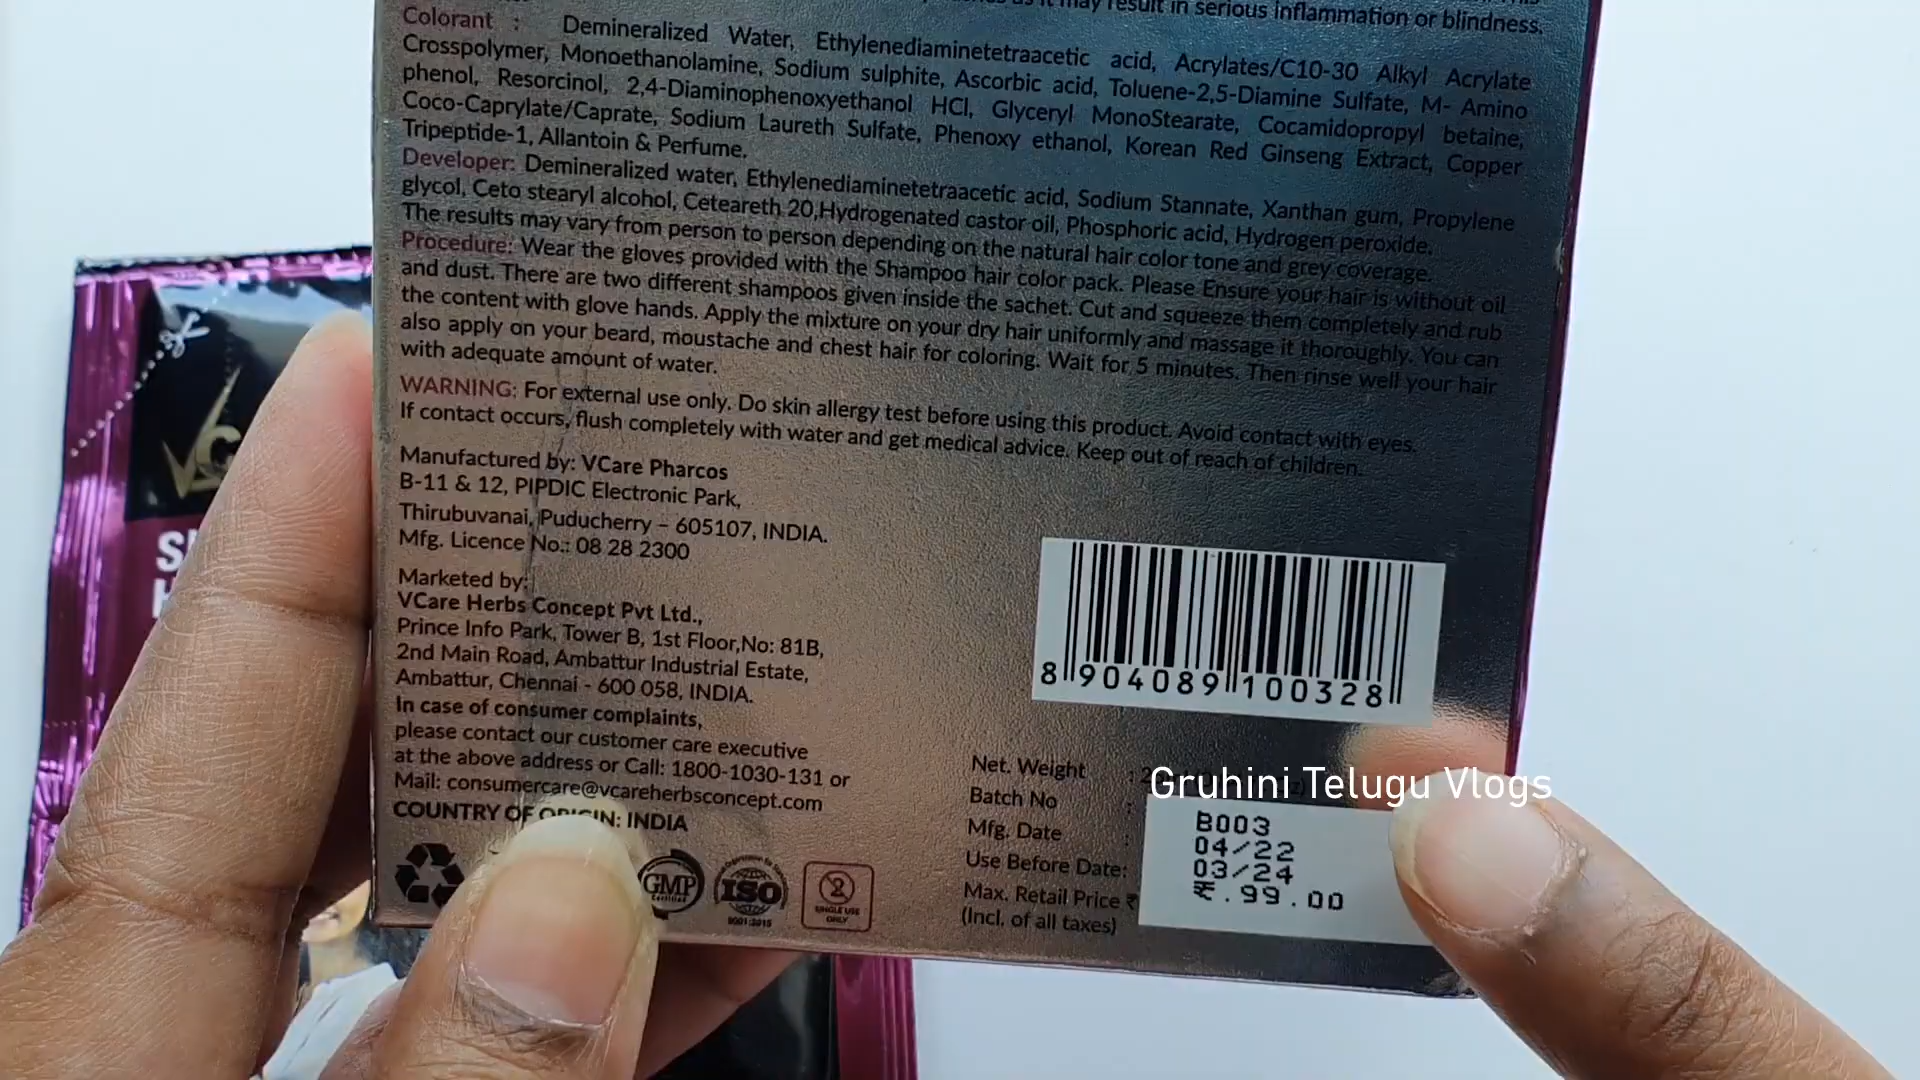 as it may result in serious inflammation or blindness.
Colorant : Demineralized Water, Ethylenediaminetetraacetic acid, Acrylates/C10-30 Alkyl Acrylate
Crosspolymer, Monoethanolamine, Sodium sulphite, Ascorbic acid, Toluene-2,5-Diamine Sulfate, M- Amino
phenol, Resorcinol, 2,4-Diaminophenoxyethanol HCl, Glyceryl MonoStearate, Cocamidopropyl betaine,
Coco-Caprylate/Caprate, Sodium Laureth Sulfate, Phenoxy ethanol, Korean Red Ginseng Extract, Copper
Tripeptide-1, Allantoin & Perfume.
Developer: Demineralized water, Ethylenediaminetetraacetic acid, Sodium Stannate, Xanthan gum, Propylene
glycol, Ceto stearyl alcohol, Ceteareth 20,Hydrogenated castor oil, Phosphoric acid, Hydrogen peroxide.
The results may vary from person to person depending on the natural hair color tone and grey coverage.
Procedure: Wear the gloves provided with the Shampoo hair color pack. Please Ensure your hair is without oil
and dust. There are two different shampoos given inside the sachet. Cut and squeeze them completely and rub
the content with glove hands. Apply the mixture on your dry hair uniformly and massage it thoroughly. You can
also apply on your beard, moustache and chest hair for coloring. Wait for 5 minutes. Then rinse well your hair
with adequate amount of water.
WARNING: For external use only. Do skin allergy test before using this product. Avoid contact with eyes.
If contact occurs, flush completely with water and get medical advice. Keep out of reach of children.
Manufactured by: VCare Pharcos
B-11 & 12, PIPDIC Electronic Park,
Thirubuvanai, Puducherry – 605107, INDIA.
Mfg. Licence No.: 08 28 2300
Marketed by:
VCare Herbs Concept Pvt Ltd.,
Prince Info Park, Tower B, 1st Floor,No: 81B,
2nd Main Road, Ambattur Industrial Estate,
Ambattur, Chennai - 600 058, INDIA.
In case of consumer complaints,
please contact our customer care executive
at the above address or Call: 1800-1030-131 or
Mail: consumercare@vcareherbsconcept.com
COUNTRY OF ORIGIN: INDIA
GMP
Certified
ISO
9001:2015
2
SINGLE USE
ONLY
8 904089 100328
Net. Weight :
Gruhini Telugu Vlogs
Batch No : B003
Mfg. Date : 04/22
Use Before Date: 03/24
Max. Retail Price ₹ ₹.99.00
(Incl. of all taxes)